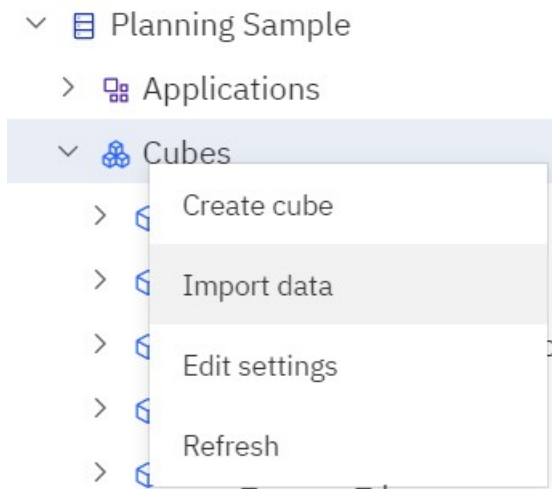 Planning Sample
Applications
Cubes
Create cube
Import data
Edit settings
Refresh